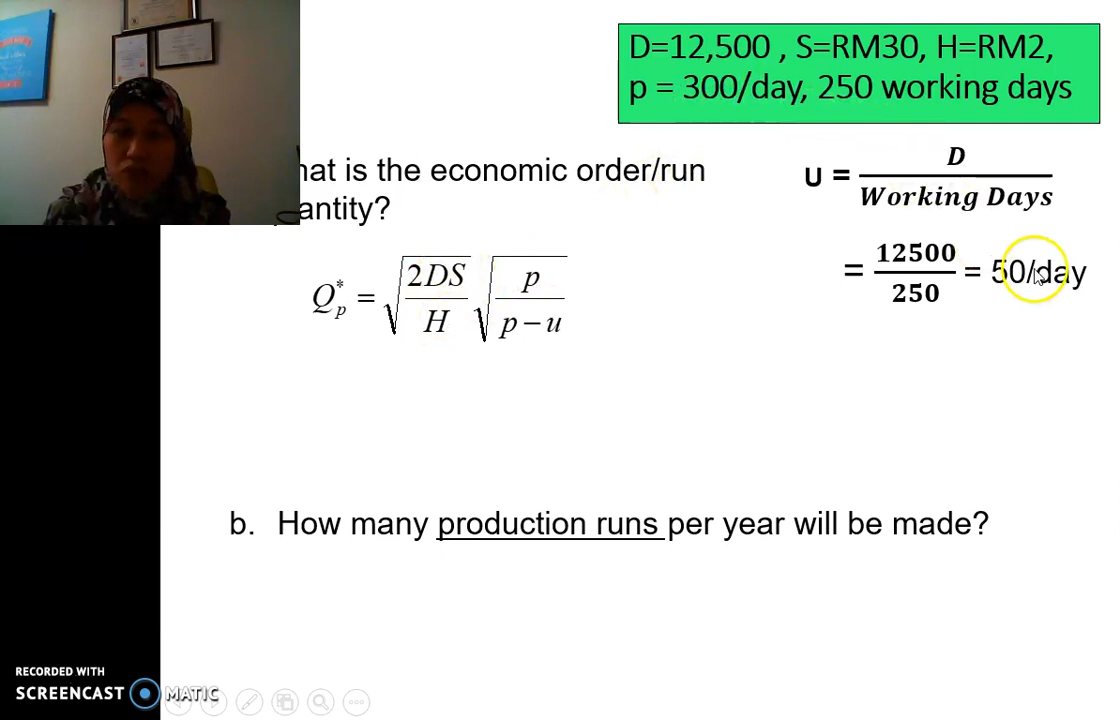 D=12,500 , S=RM30, H=RM2,
p = 300/day, 250 working days
hat is the economic order/run
antity?
u = D / Working Days
= 12500 / 250 = 50/day
Q*p = √(2DS / H) √(p / p − u)
b. How many production runs per year will be made?
RECORDED WITH
SCREENCAST MATIC